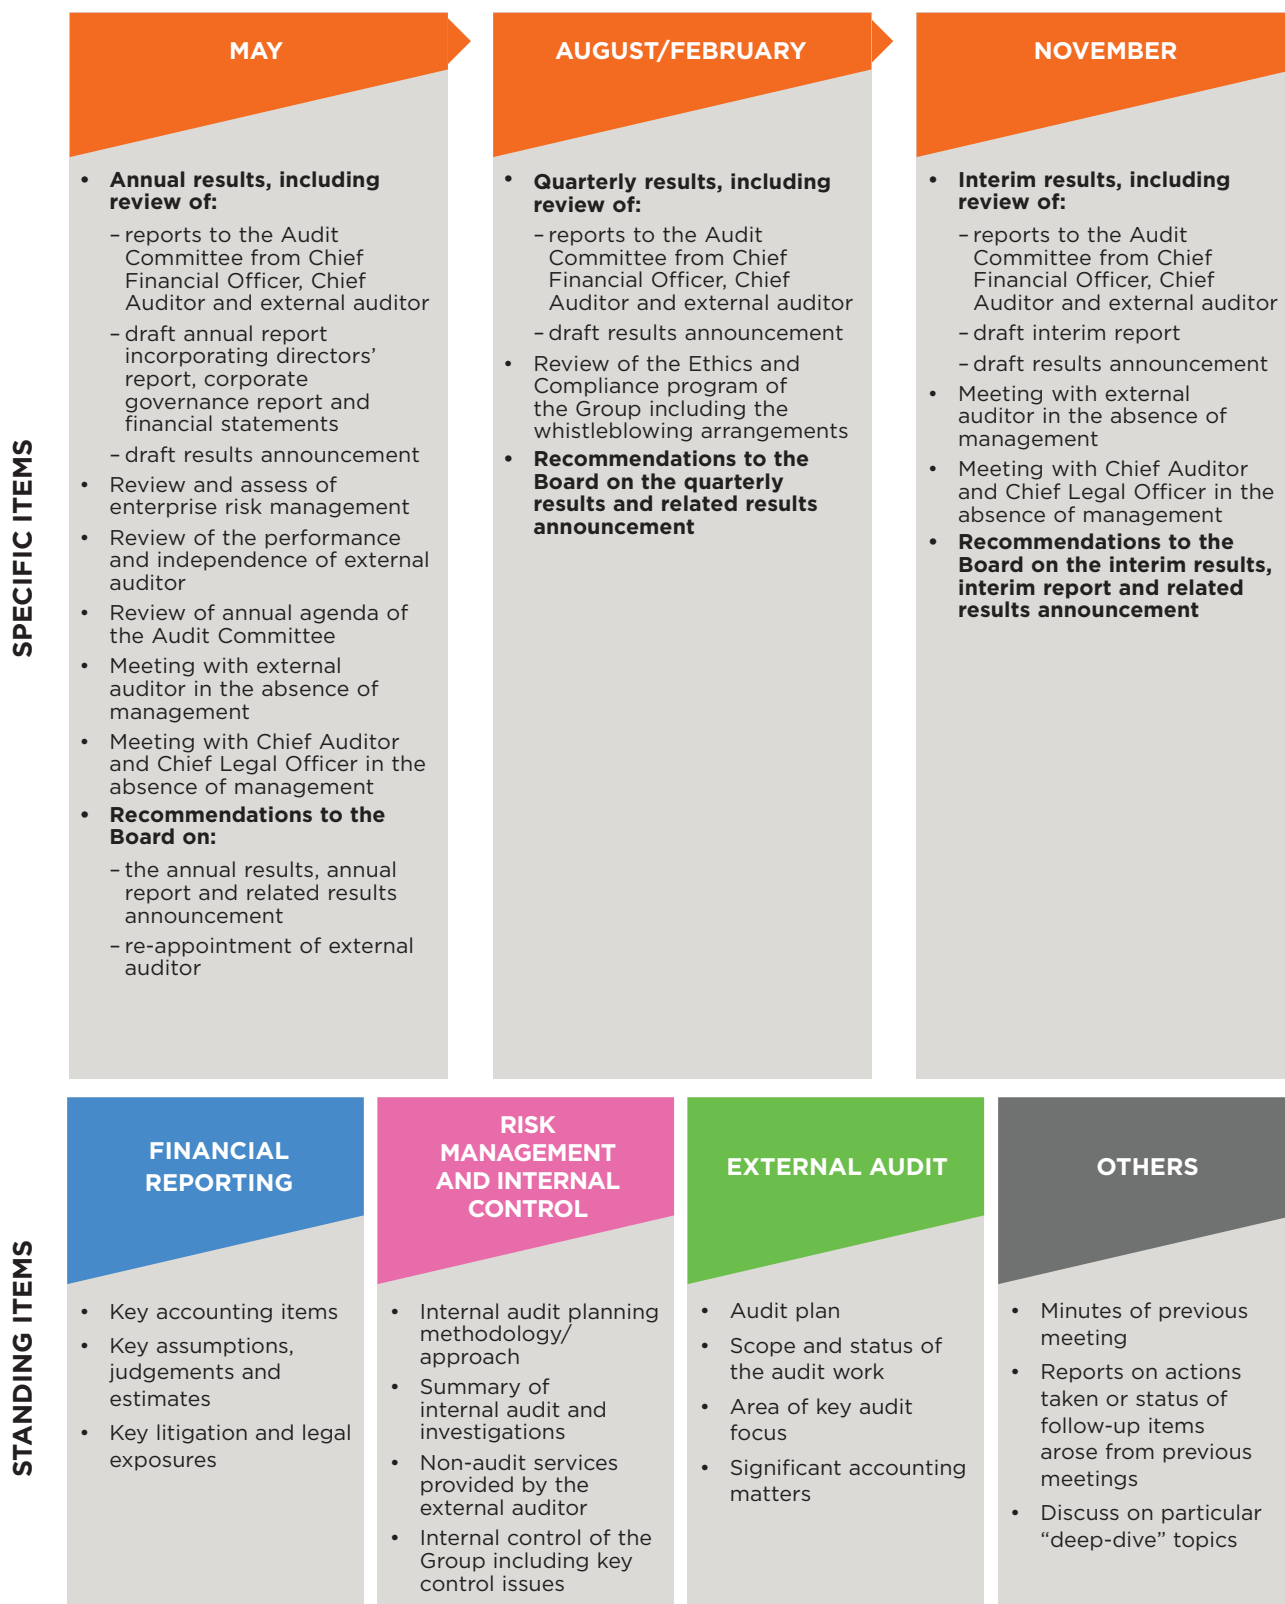 SPECIFIC ITEMS
MAY
• Annual results, including
review of:
– reports to the Audit
Committee from Chief
Financial Officer, Chief
Auditor and external auditor
– draft annual report
incorporating directors’
report, corporate
governance report and
financial statements
– draft results announcement
• Review and assess of
enterprise risk management
• Review of the performance
and independence of external
auditor
• Review of annual agenda of
the Audit Committee
• Meeting with external
auditor in the absence of
management
• Meeting with Chief Auditor
and Chief Legal Officer in the
absence of management
• Recommendations to the
Board on:
– the annual results, annual
report and related results
announcement
– re-appointment of external
auditor
AUGUST/FEBRUARY
• Quarterly results, including
review of:
– reports to the Audit
Committee from Chief
Financial Officer, Chief
Auditor and external auditor
– draft results announcement
• Review of the Ethics and
Compliance program of
the Group including the
whistleblowing arrangements
• Recommendations to the
Board on the quarterly
results and related results
announcement
NOVEMBER
• Interim results, including
review of:
– reports to the Audit
Committee from Chief
Financial Officer, Chief
Auditor and external auditor
– draft interim report
– draft results announcement
• Meeting with external
auditor in the absence of
management
• Meeting with Chief Auditor
and Chief Legal Officer in the
absence of management
• Recommendations to the
Board on the interim results,
interim report and related
results announcement
STANDING ITEMS
FINANCIAL
REPORTING
• Key accounting items
• Key assumptions,
judgements and
estimates
• Key litigation and legal
exposures
RISK
MANAGEMENT
AND INTERNAL
CONTROL
• Internal audit planning
methodology/
approach
• Summary of
internal audit and
investigations
• Non-audit services
provided by the
external auditor
• Internal control of the
Group including key
control issues
EXTERNAL AUDIT
• Audit plan
• Scope and status of
the audit work
• Area of key audit
focus
• Significant accounting
matters
OTHERS
• Minutes of previous
meeting
• Reports on actions
taken or status of
follow-up items
arose from previous
meetings
• Discuss on particular
“deep-dive” topics